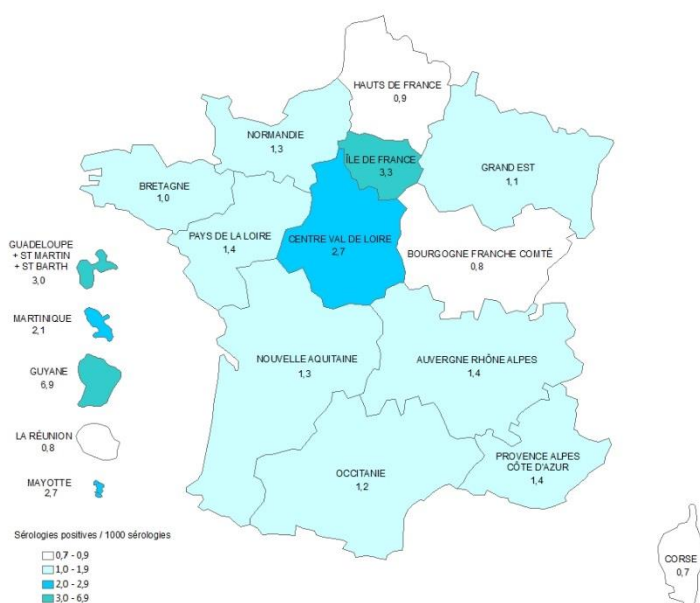 HAUTS DE FRANCE
0,9
NORMANDIE
1,3
ÎLE DE FRANCE
3,3
GRAND EST
1,1
BRETAGNE
1,0
PAYS DE LA LOIRE
1,4
CENTRE VAL DE LOIRE
2,7
BOURGOGNE FRANCHE COMTÉ
0,8
GUADELOUPE
+ ST MARTIN
+ ST BARTH
3,0
MARTINIQUE
2,1
GUYANE
6,9
LA RÉUNION
0,8
MAYOTTE
2,7
NOUVELLE AQUITAINE
1,3
AUVERGNE RHÔNE ALPES
1,4
OCCITANIE
1,2
PROVENCE ALPES
CÔTE D'AZUR
1,4
CORSE
0,7
Sérologies positives / 1000 sérologies
0,7 - 0,9
1,0 - 1,9
2,0 - 2,9
3,0 - 6,9